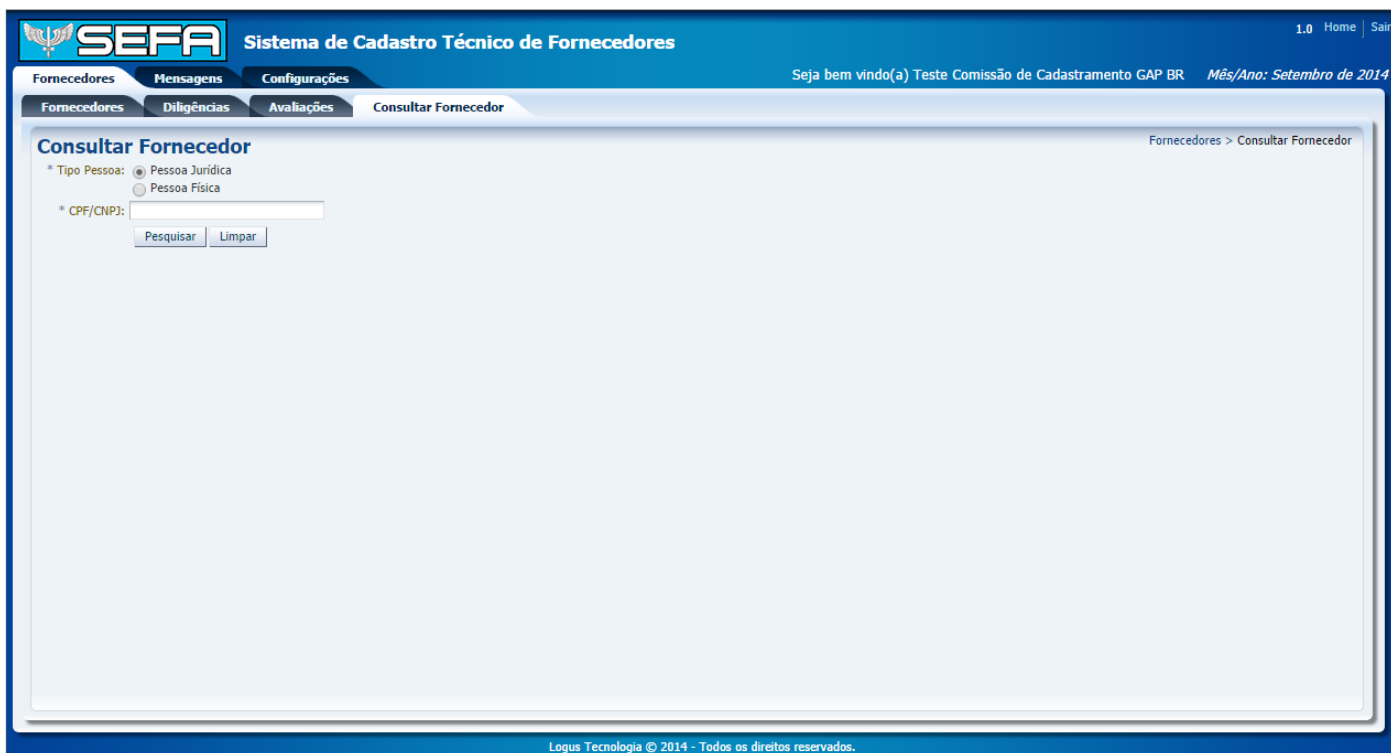 1.0 Home Sair
SEFA Sistema de Cadastro Técnico de Fornecedores
Fornecedores Mensagens Configurações Seja bem vindo(a) Teste Comissão de Cadastramento GAP BR Mês/Ano: Setembro de 2014
Fornecedores Diligências Avaliações Consultar Fornecedor
Consultar Fornecedor Fornecedores > Consultar Fornecedor
* Tipo Pessoa: Pessoa Jurídica
Pessoa Física
* CPF/CNPJ:
Pesquisar Limpar
Logus Tecnologia © 2014 - Todos os direitos reservados.